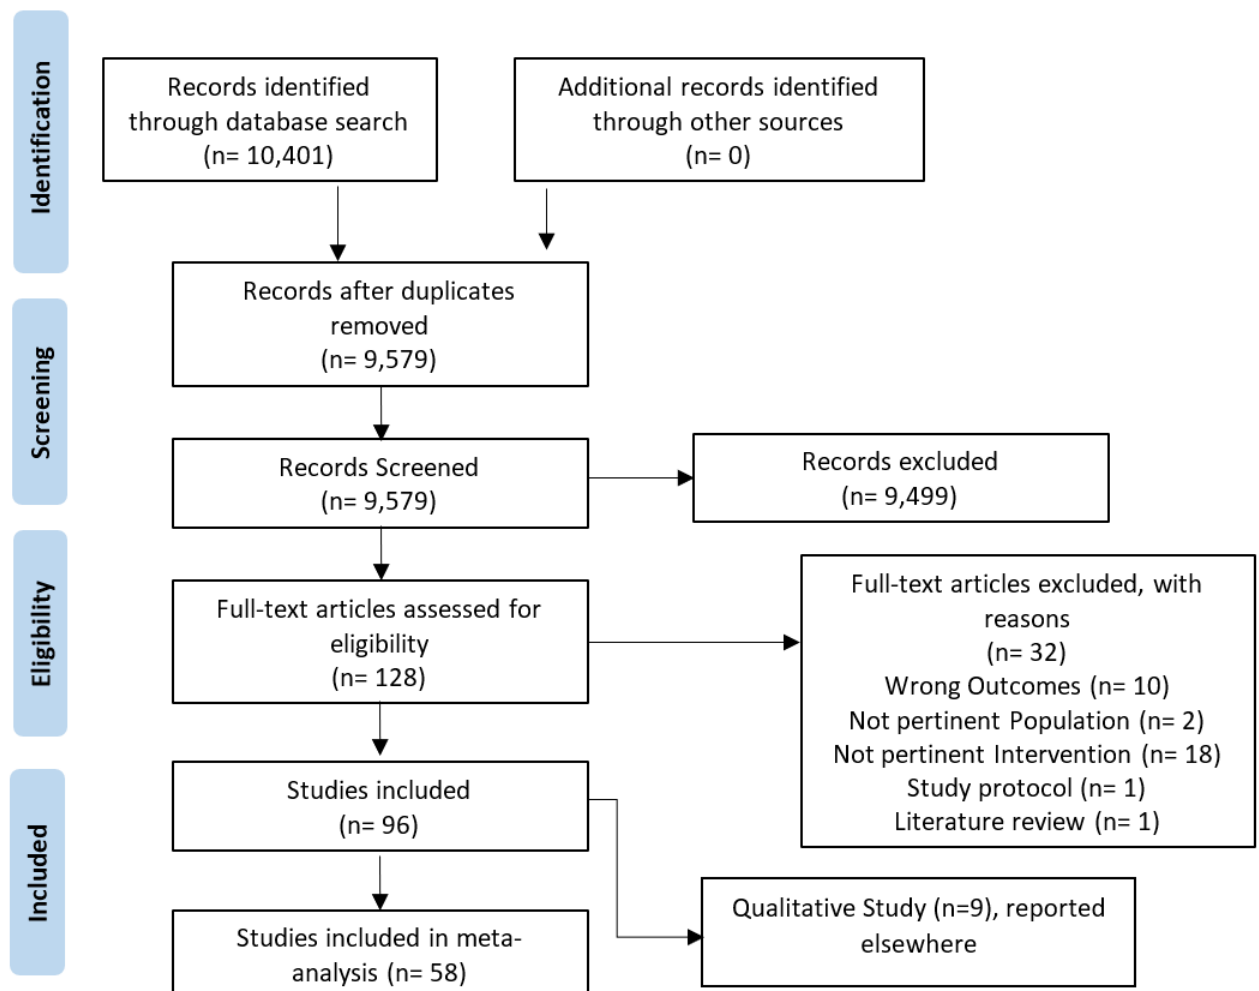 Identification
Records identified
through database search
(n= 10,401)
Additional records identified
through other sources
(n= 0)
Screening
Records after duplicates
removed
(n= 9,579)
Records Screened
(n= 9,579)
Records excluded
(n= 9,499)
Eligibility
Full-text articles assessed for
eligibility
(n= 128)
Full-text articles excluded, with
reasons
(n= 32)
Wrong Outcomes (n= 10)
Not pertinent Population (n= 2)
Not pertinent Intervention (n= 18)
Study protocol (n= 1)
Literature review (n= 1)
Included
Studies included
(n= 96)
Qualitative Study (n=9), reported
elsewhere
Studies included in meta-
analysis (n= 58)